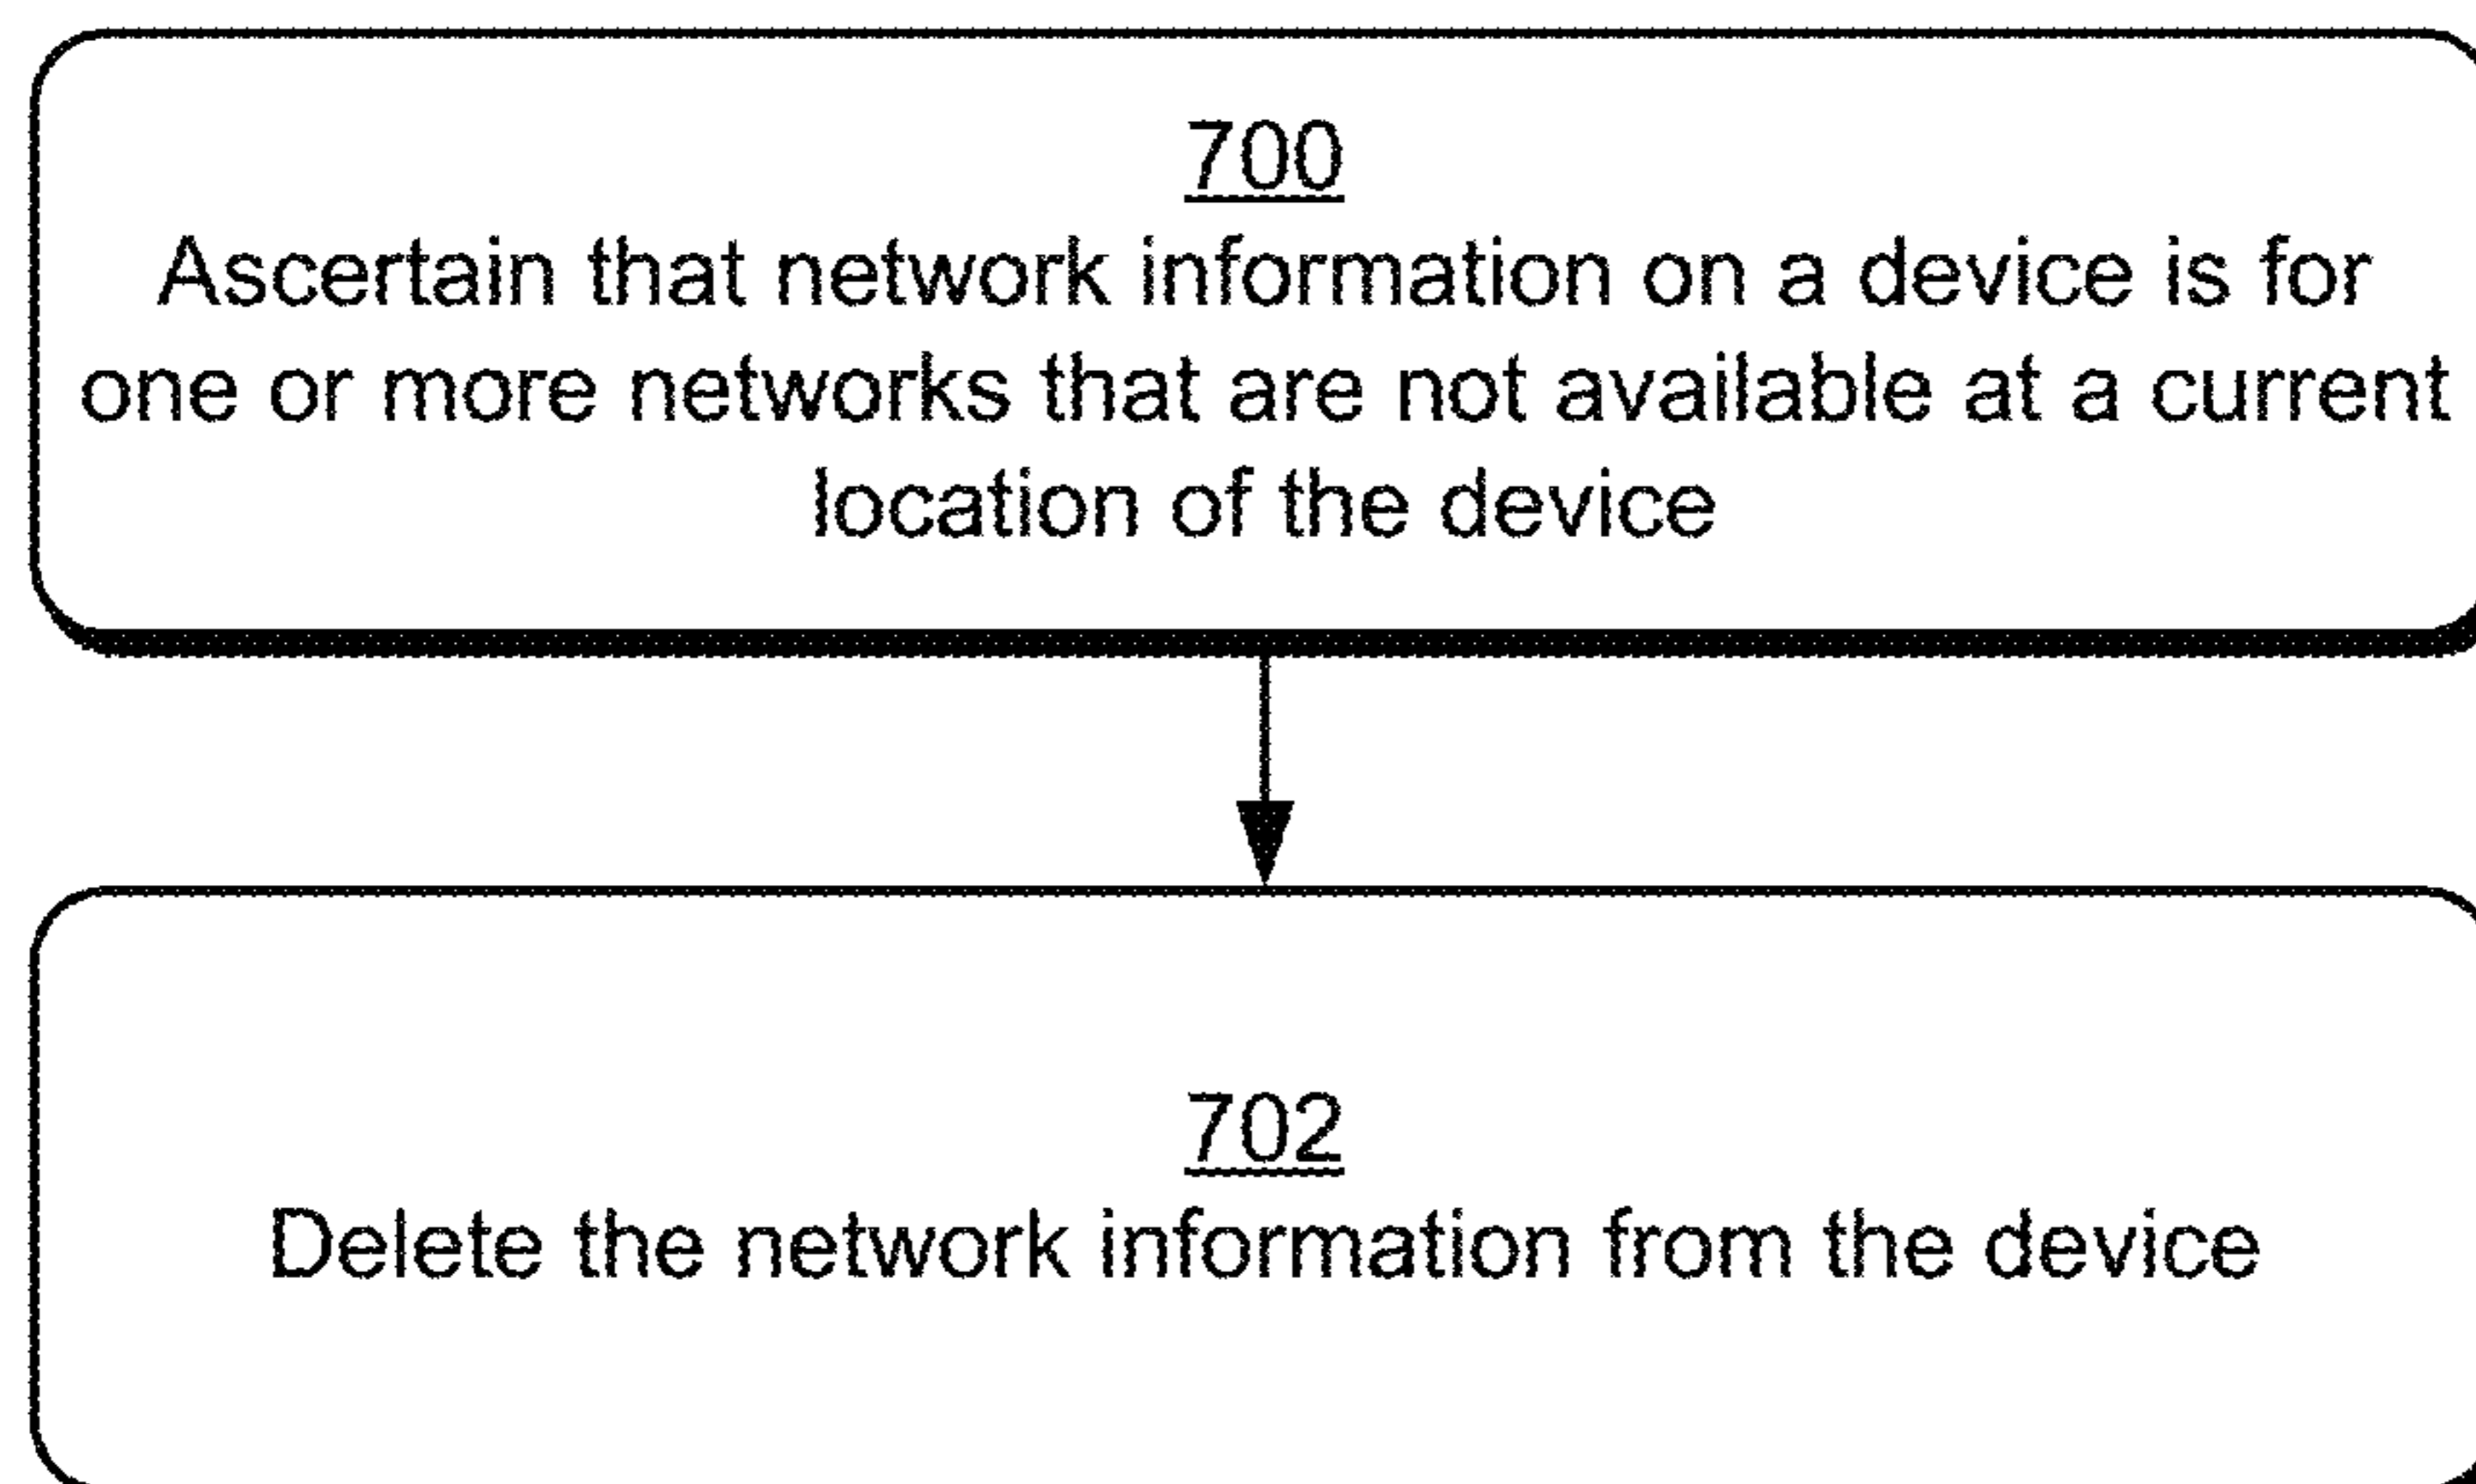 700
Ascertain that network information on a device is for
one or more networks that are not available at a current
location of the device
702
Delete the network information from the device